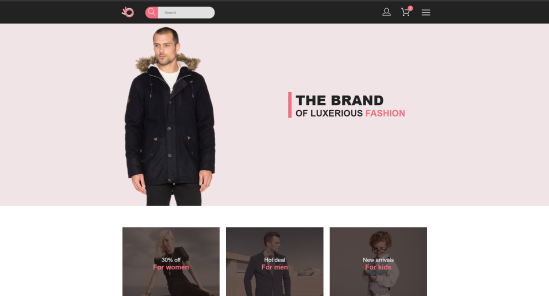 Search
THE BRAND
OF LUXERIOUS FASHION
30% off
For women
Hot deal
For men
New arrivals
For kids